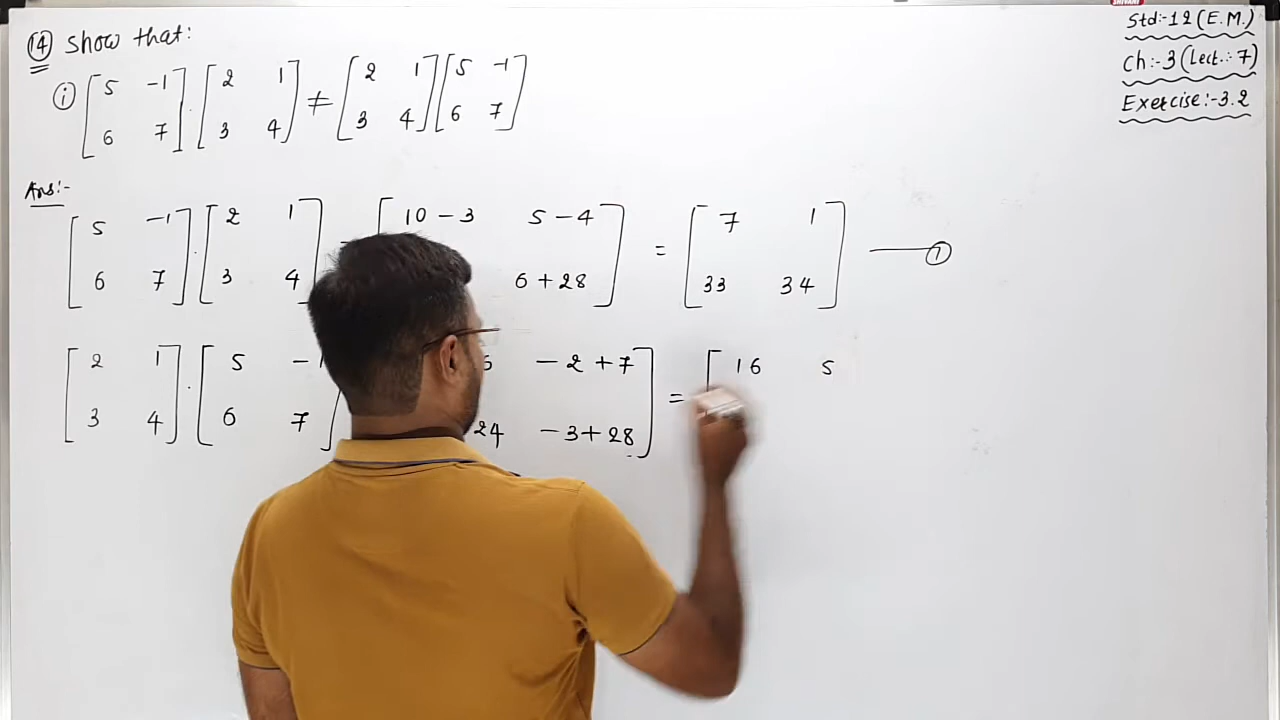 Std:-12 (E.M.)
Ch:-3 (Lect.:- 7)
Exercise:-3.2
14 Show that:
i [5 -1] . [2 1] ≠ [2 1] [5 -1]
[6 7] [3 4] [3 4] [6 7]
Ans:-
[5 -1] . [2 1] = [10 - 3 5 - 4] = [7 1] —— 1
[6 7] [3 4] 6 + 28] [33 34]
[2 1] . [5 - - 2 + 7] = [16 5
[3 4] [6 7] 24 - 3 + 28]